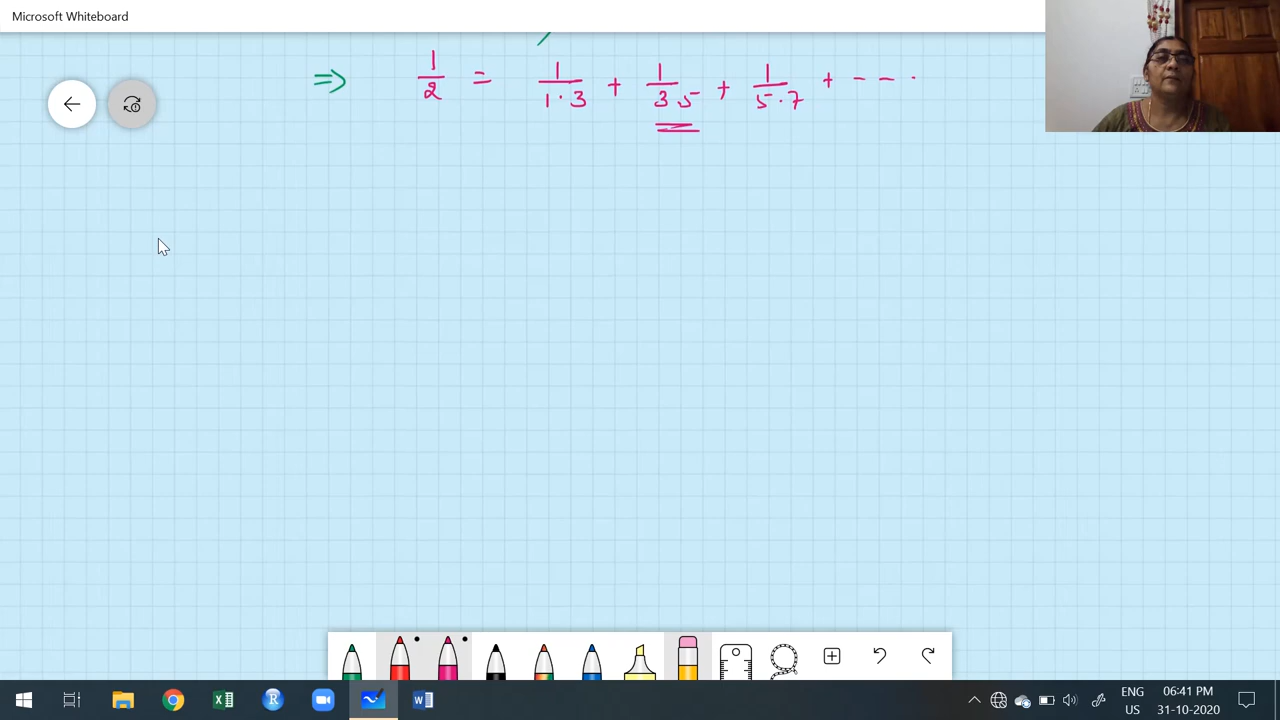 Microsoft Whiteboard
⇒ 1/2 = 1/1·3 + 1/3·5 + 1/5·7 + - - ·
ENG
US
06:41 PM
31-10-2020